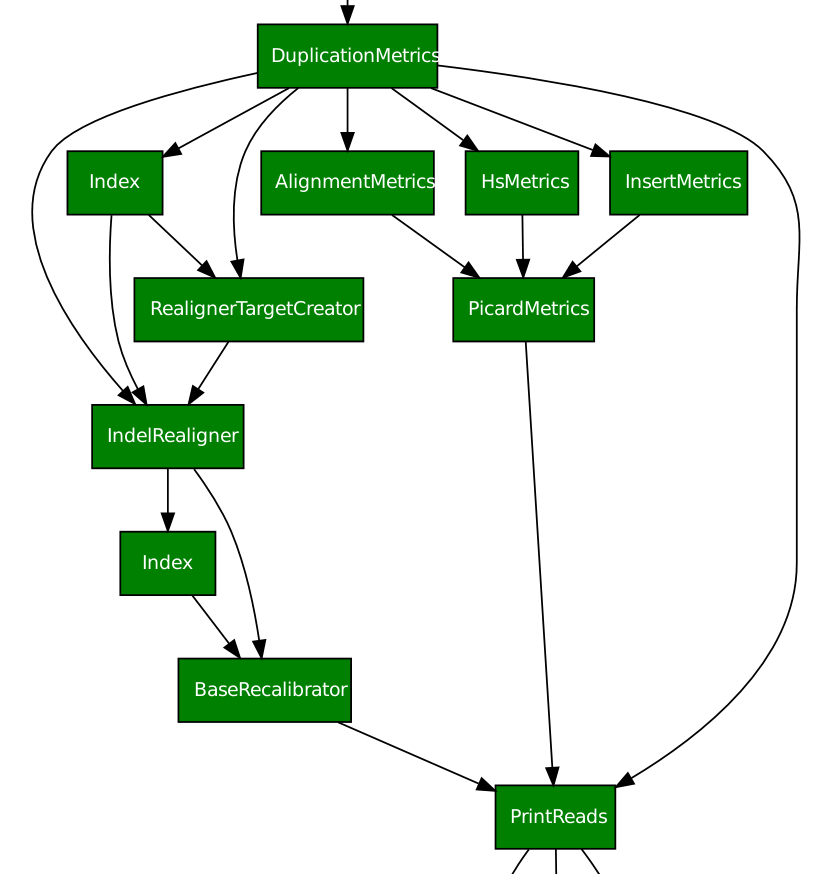 DuplicationMetrics
Index
AlignmentMetrics
HsMetrics
InsertMetrics
RealignerTargetCreator
PicardMetrics
IndelRealigner
Index
BaseRecalibrator
PrintReads